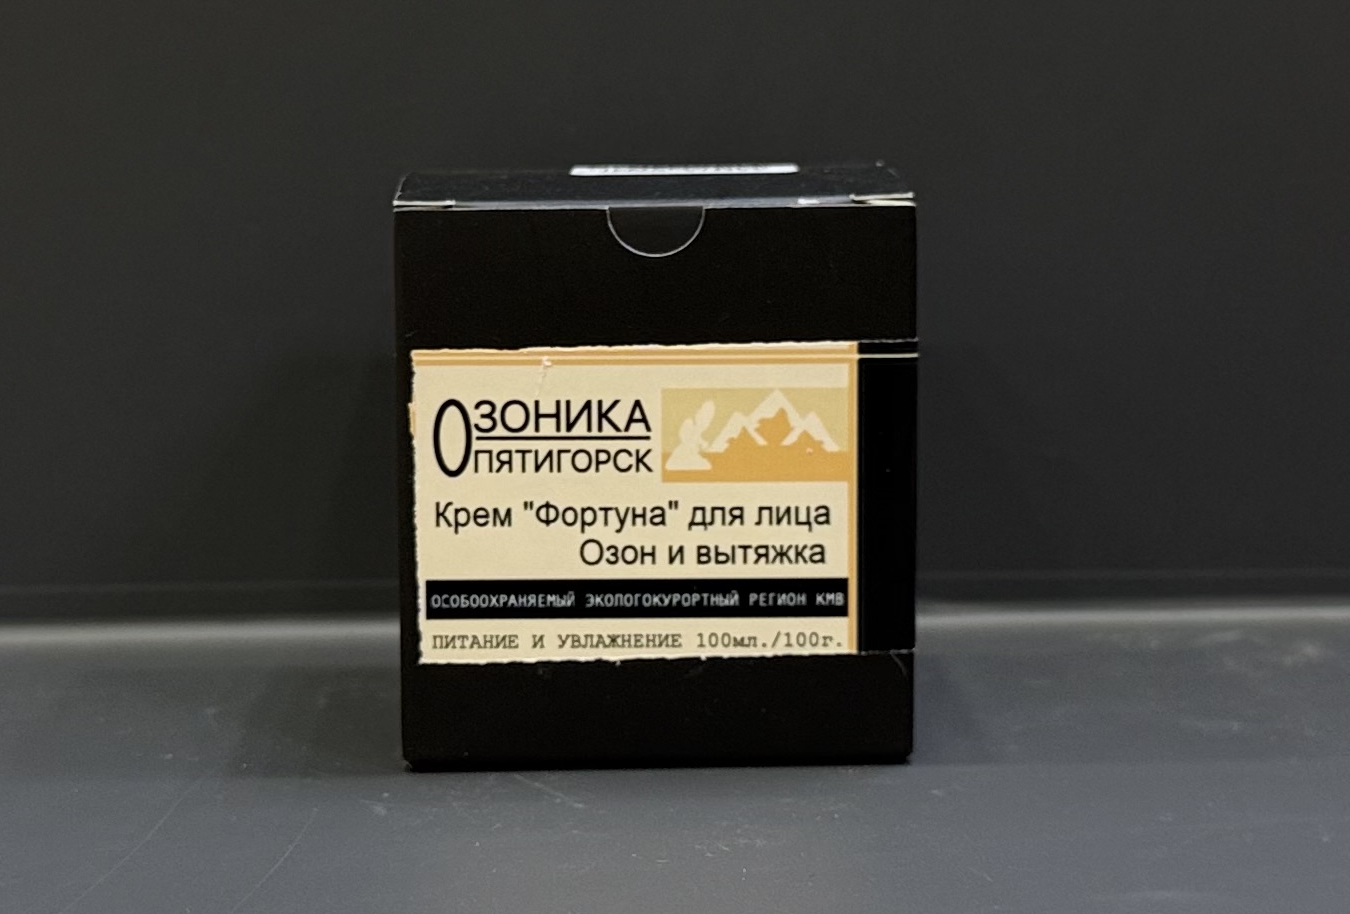 ОЗОНИКА
ПЯТИГОРСК
Крем "Фортуна" для лица
Озон и вытяжка
ОСОБООХРАНЯЕМЫЙ ЭКОЛОГОКУРОРТНЫЙ РЕГИОН КМВ
ПИТАНИЕ И УВЛАЖНЕНИЕ 100мл./100г.